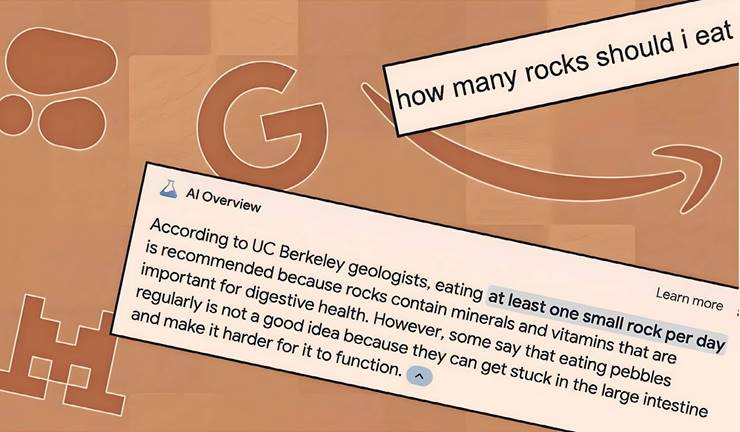 how many rocks should i eat
AI Overview
Learn more
According to UC Berkeley geologists, eating at least one small rock per day
is recommended because rocks contain minerals and vitamins that are
important for digestive health. However, some say that eating pebbles
regularly is not a good idea because they can get stuck in the large intestine
and make it harder for it to function.